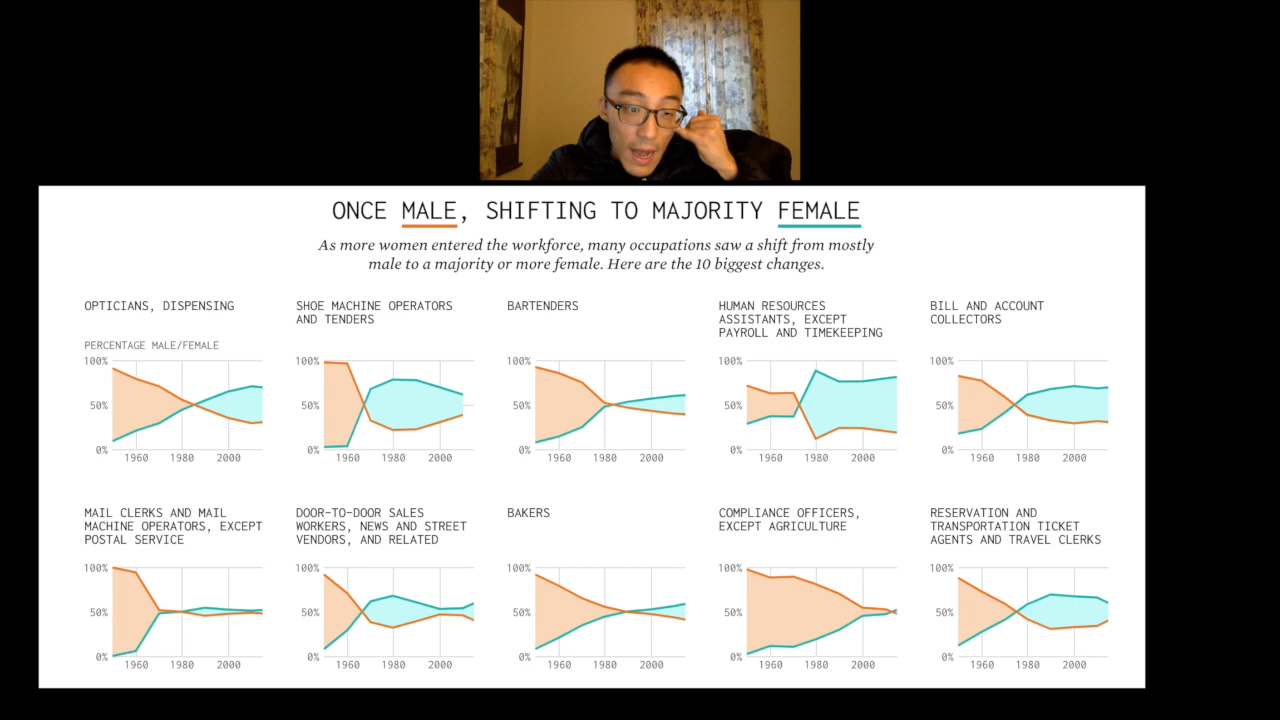 ONCE MALE, SHIFTING TO MAJORITY FEMALE
As more women entered the workforce, many occupations saw a shift from mostly
male to a majority or more female. Here are the 10 biggest changes.
OPTICIANS, DISPENSING
PERCENTAGE MALE/FEMALE
100%
50%
0%
1960 1980 2000
SHOE MACHINE OPERATORS
AND TENDERS
100%
50%
0%
1960 1980 2000
BARTENDERS
100%
50%
0%
1960 1980 2000
HUMAN RESOURCES
ASSISTANTS, EXCEPT
PAYROLL AND TIMEKEEPING
100%
50%
0%
1960 1980 2000
BILL AND ACCOUNT
COLLECTORS
100%
50%
0%
1960 1980 2000
MAIL CLERKS AND MAIL
MACHINE OPERATORS, EXCEPT
POSTAL SERVICE
100%
50%
0%
1960 1980 2000
DOOR-TO-DOOR SALES
WORKERS, NEWS AND STREET
VENDORS, AND RELATED
100%
50%
0%
1960 1980 2000
BAKERS
100%
50%
0%
1960 1980 2000
COMPLIANCE OFFICERS,
EXCEPT AGRICULTURE
100%
50%
0%
1960 1980 2000
RESERVATION AND
TRANSPORTATION TICKET
AGENTS AND TRAVEL CLERKS
100%
50%
0%
1960 1980 2000